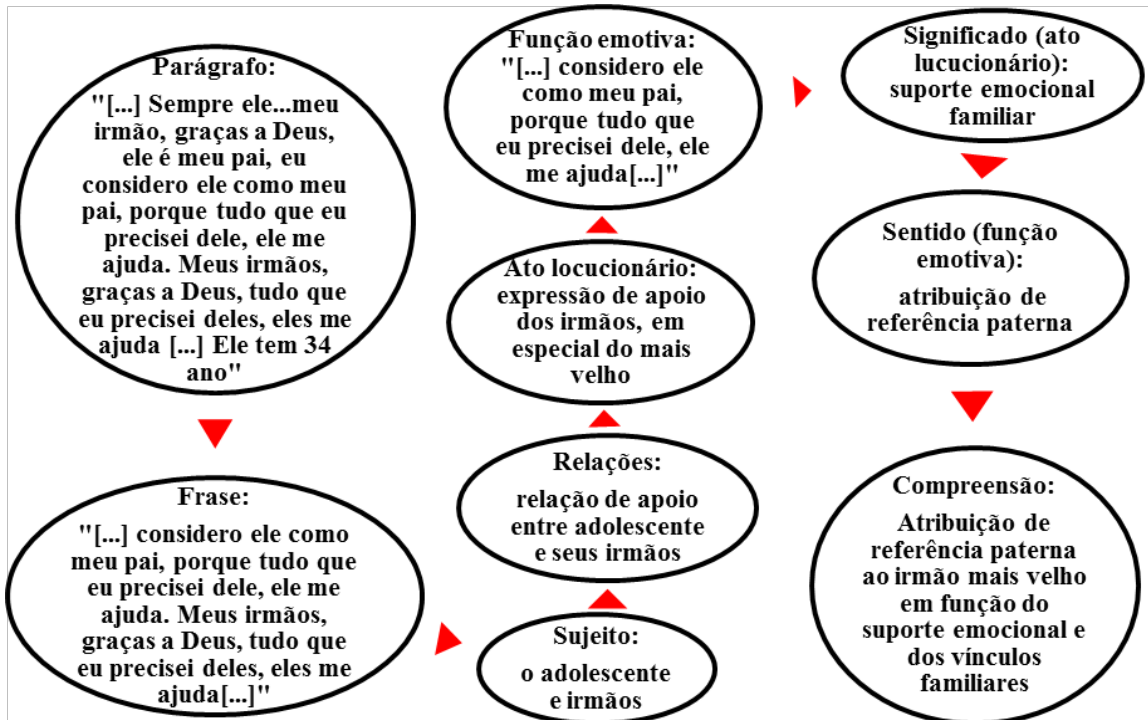 Parágrafo:
"[...] Sempre ele...meu
irmão, graças a Deus,
ele é meu pai, eu
considero ele como meu
pai, porque tudo que eu
precisei dele, ele me
ajuda. Meus irmãos,
graças a Deus, tudo que
eu precisei deles, eles me
ajuda [...] Ele tem 34
ano"
Frase:
"[...] considero ele como
meu pai, porque tudo que
eu precisei dele, ele me
ajuda. Meus irmãos,
graças a Deus, tudo que
eu precisei deles, eles me
ajuda[...]"
Sujeito:
o adolescente
e irmãos
Relações:
relação de apoio
entre adolescente
e seus irmãos
Ato locucionário:
expressão de apoio
dos irmãos, em
especial do mais
velho
Função emotiva:
"[...] considero ele
como meu pai,
porque tudo que
eu precisei dele, ele
me ajuda[...]"
Significado (ato
lucucionário):
suporte emocional
familiar
Sentido (função
emotiva):
atribuição de
referência paterna
Compreensão:
Atribuição de
referência paterna
ao irmão mais velho
em função do
suporte emocional e
dos vínculos
familiares